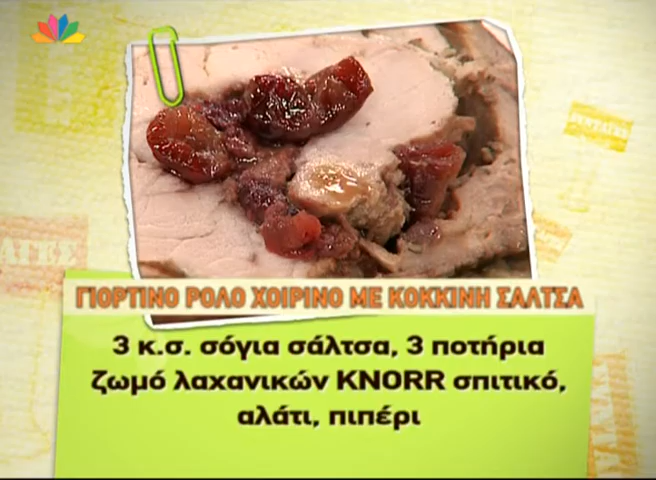 ΓΙΟΡΤΙΝΟ ΡΟΛΟ ΧΟΙΡΙΝΟ ΜΕ ΚΟΚΚΙΝΗ ΣΑΛΤΣΑ
3 κ.σ. σόγια σάλτσα, 3 ποτήρια
ζωμό λαχανικών KNORR σπιτικό,
αλάτι, πιπέρι